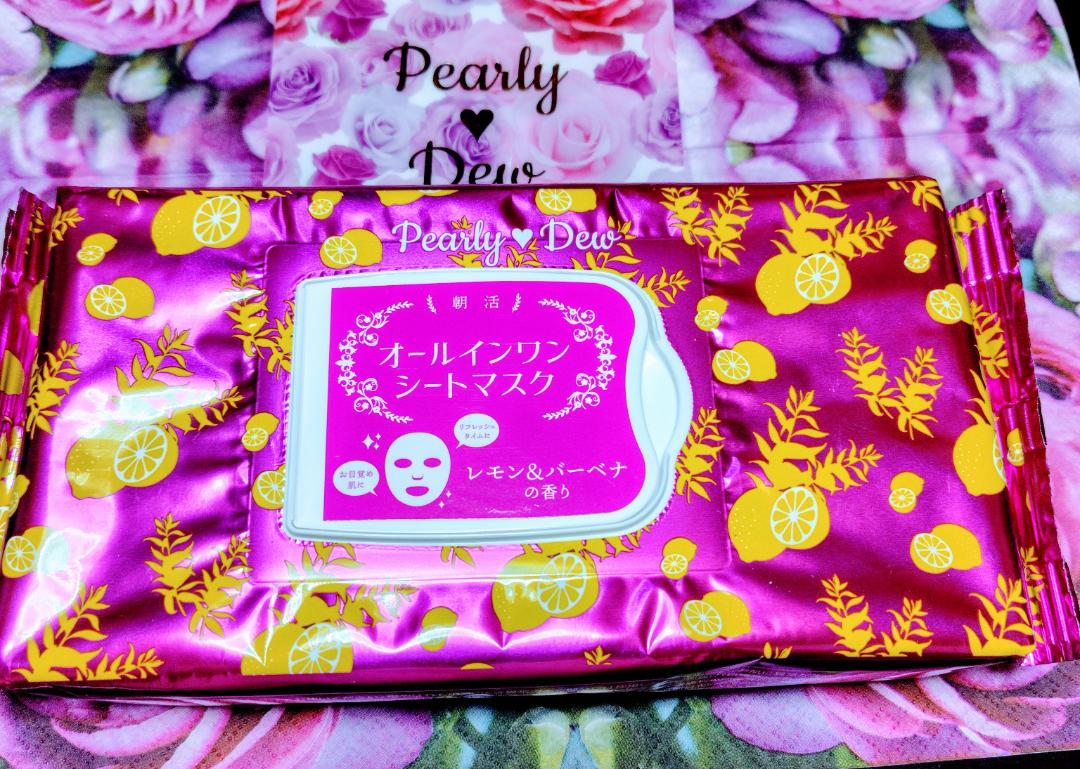 Pearly
♥
Dew
Pearly ♥ Dew
朝活
オールインワン
シートマスク
リフレッシュ
タイムに
お目覚め
肌に
レモン&バーベナ
の香り